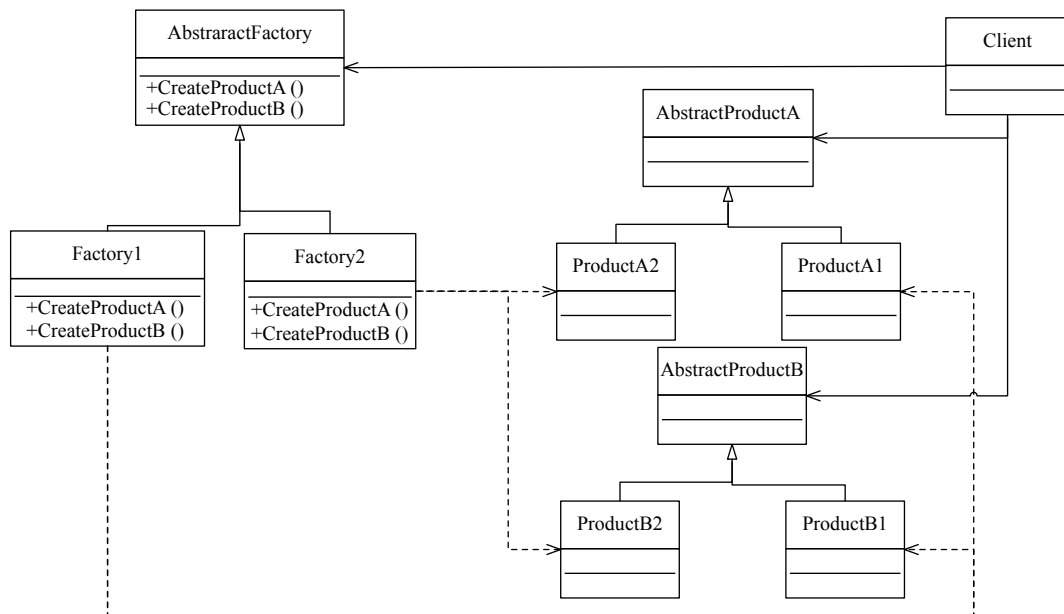 AbstraractFactory
+CreateProductA ()
+CreateProductB ()
Client
AbstractProductA
Factory1
+CreateProductA ()
+CreateProductB ()
Factory2
+CreateProductA ()
+CreateProductB ()
ProductA2
ProductA1
AbstractProductB
ProductB2
ProductB1